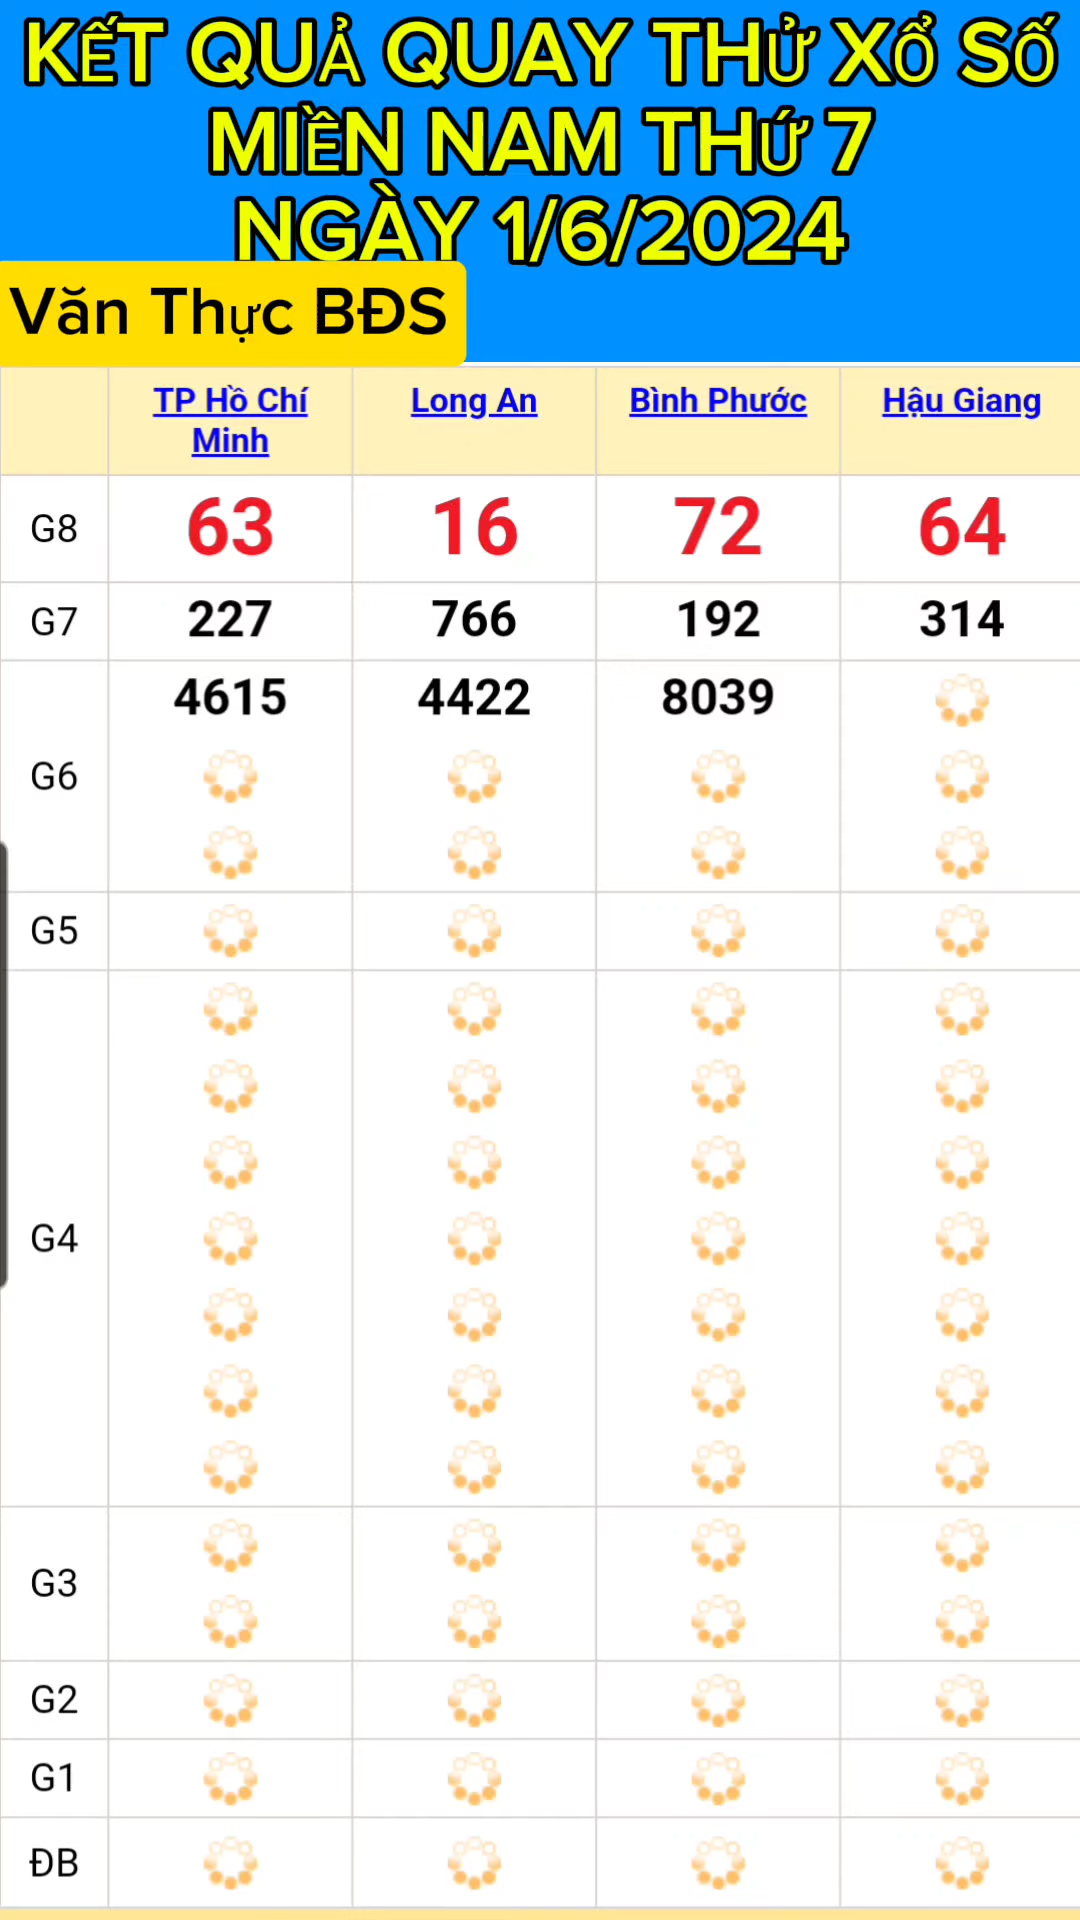 KẾT QUẢ QUAY THỬ XỔ SỐ
MIỀN NAM THỨ 7
NGÀY 1/6/2024
Văn Thực BĐS
TP Hồ Chí Minh Long An Bình Phước Hậu Giang
G8 63 16 72 64
G7 227 766 192 314
4615 4422 8039
G6
G5
G4
G3
G2
G1
ĐB